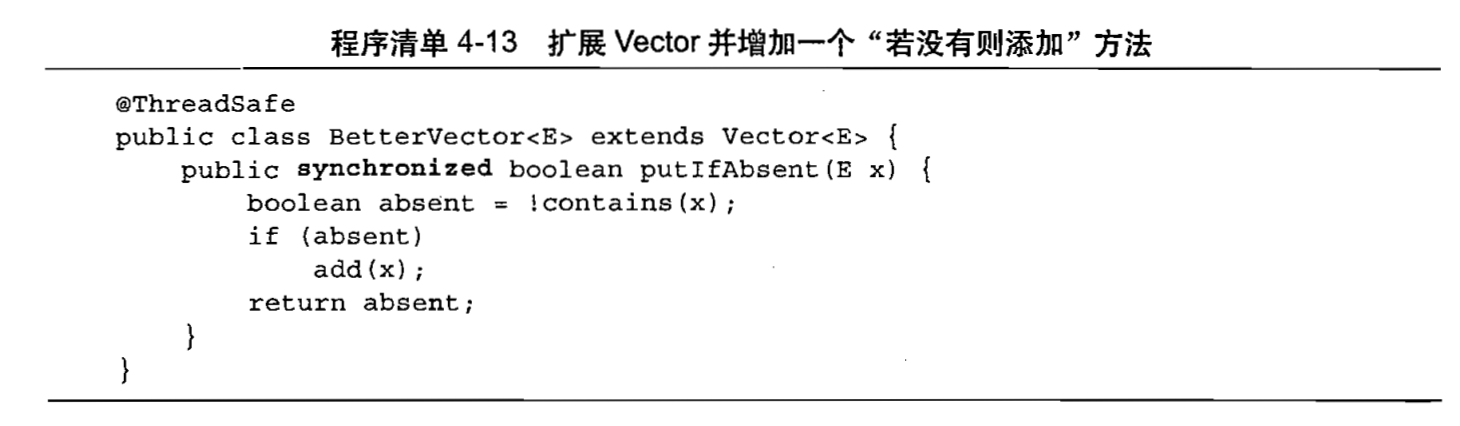 程序清单 4-13 扩展 Vector 并增加一个“若没有则添加”方法
@ThreadSafe
public class BetterVector<E> extends Vector<E> {
    public synchronized boolean putIfAbsent(E x) {
        boolean absent = !contains(x);
        if (absent)
            add(x);
        return absent;
    }
}